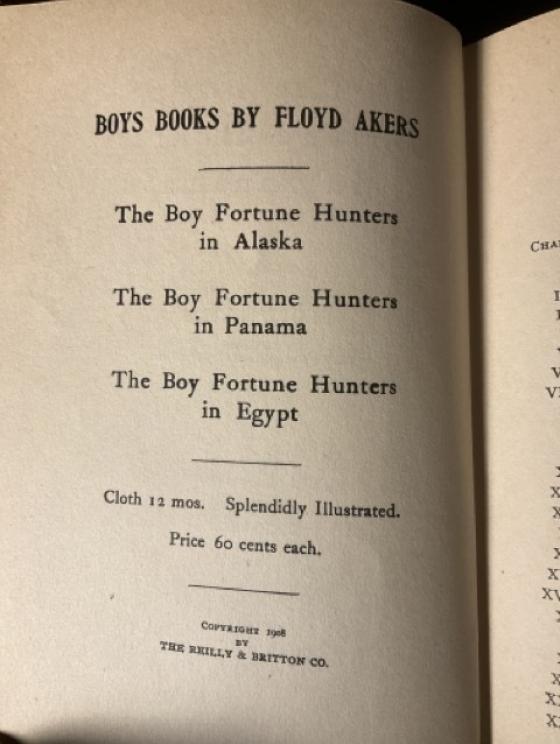 BOYS BOOKS BY FLOYD AKERS
The Boy Fortune Hunters
in Alaska
The Boy Fortune Hunters
in Panama
The Boy Fortune Hunters
in Egypt
Cloth 12 mos. Splendidly Illustrated.
Price 60 cents each.
COPYRIGHT 1908
BY
THE REILLY & BRITTON CO.